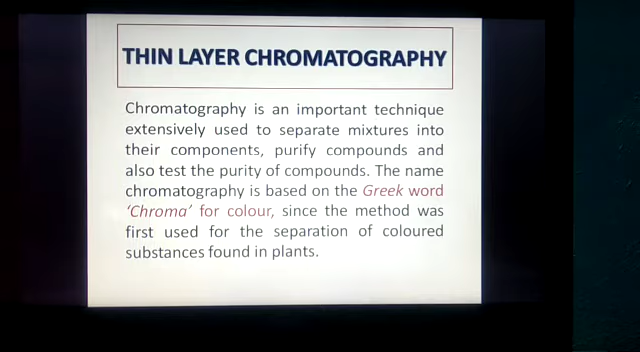 THIN LAYER CHROMATOGRAPHY
Chromatography is an important technique
extensively used to separate mixtures into
their components, purify compounds and
also test the purity of compounds. The name
chromatography is based on the Greek word
‘Chroma’ for colour, since the method was
first used for the separation of coloured
substances found in plants.